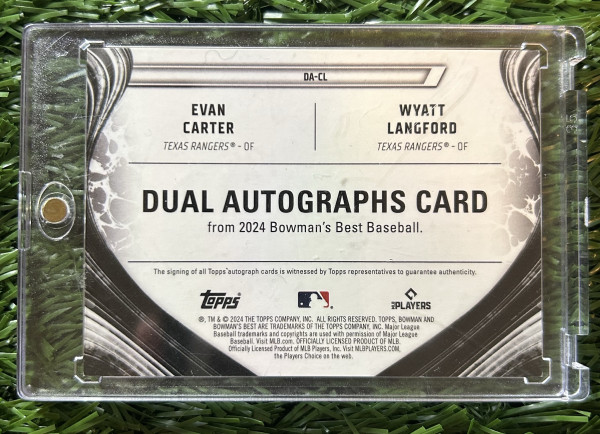 DA-CL
EVAN
CARTER
TEXAS RANGERS® - OF
WYATT
LANGFORD
TEXAS RANGERS® - OF
DUAL AUTOGRAPHS CARD
from 2024 Bowman's Best Baseball.
The signing of all Topps® autograph cards is witnessed by Topps representatives to guarantee authenticity.
Topps
MLB PLAYERS
®, TM & © 2024 THE TOPPS COMPANY, INC. ALL RIGHTS RESERVED. TOPPS, BOWMAN AND
BOWMAN'S BEST ARE TRADEMARKS OF THE TOPPS COMPANY, INC. Major League
Baseball trademarks and copyrights are used with permission of Major League
Baseball. Visit MLB.com. OFFICIALLY LICENSED PRODUCT OF MLB.
Officially Licensed Product of MLB Players, Inc. Visit MLBPLAYERS.COM,
the Players Choice on the web.